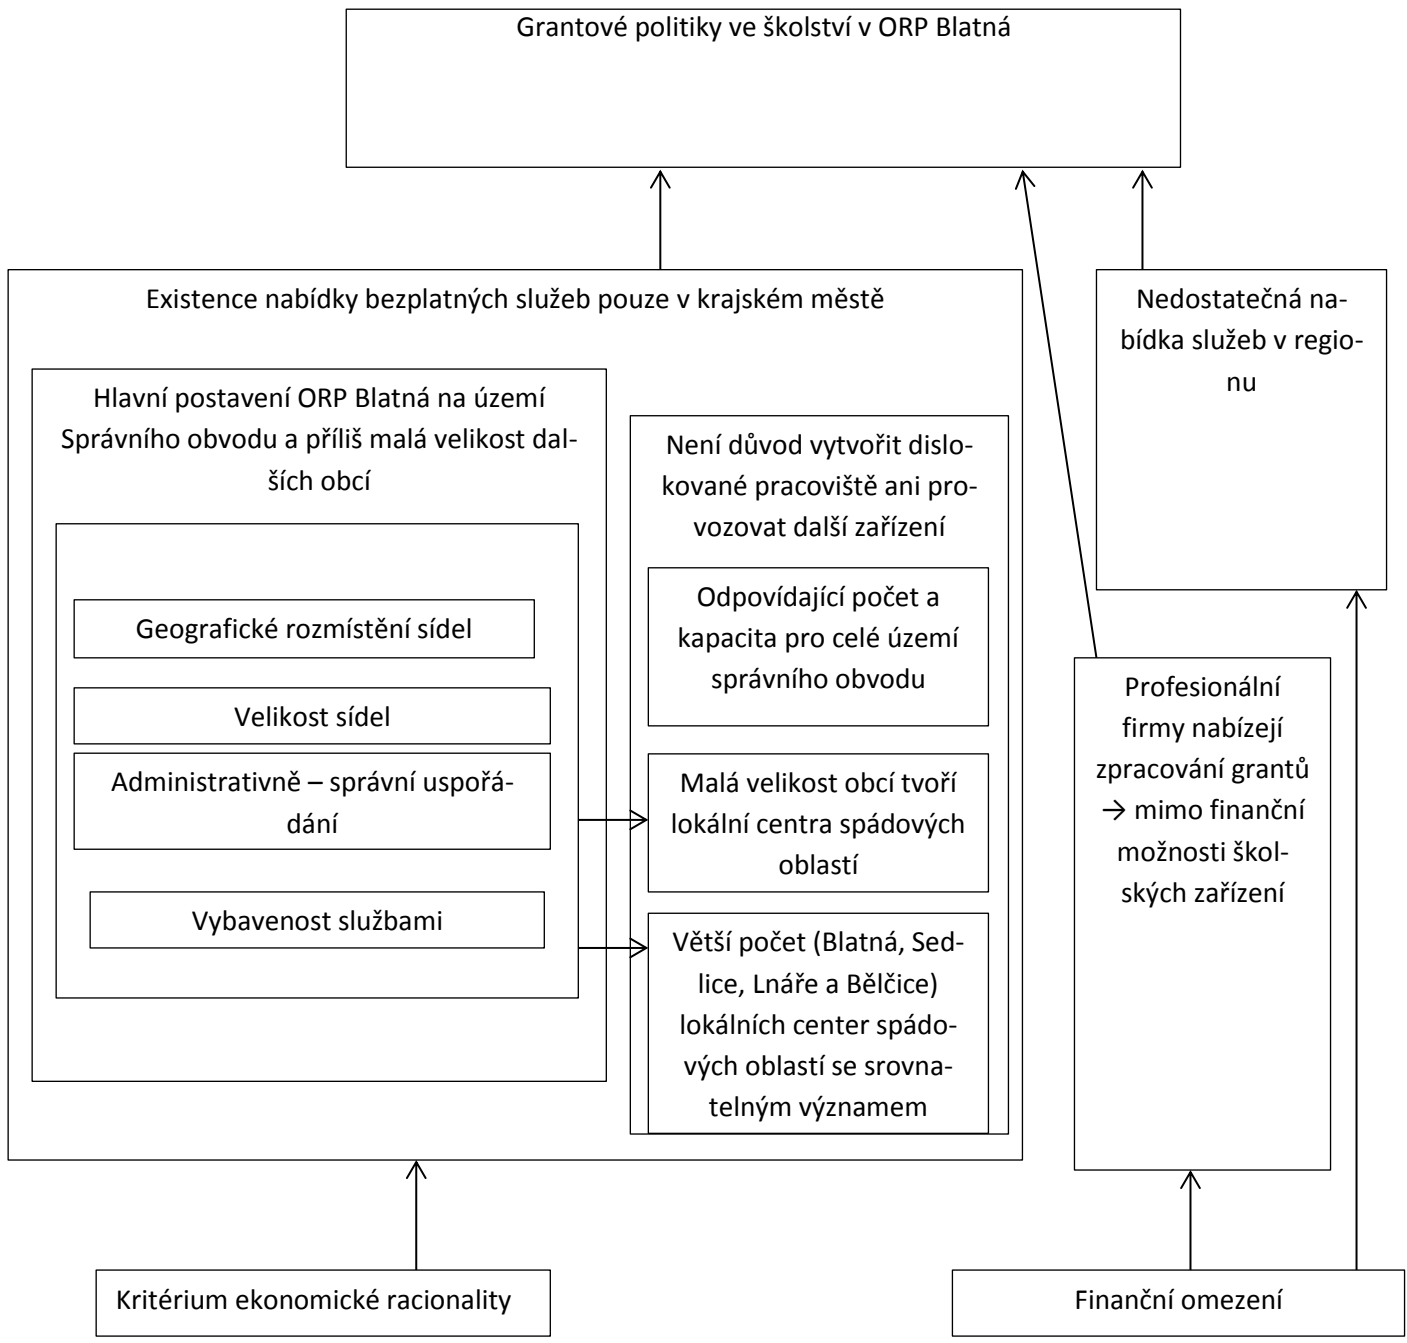 Grantové politiky ve školství v ORP Blatná
Existence nabídky bezplatných služeb pouze v krajském městě
Hlavní postavení ORP Blatná na území
Správního obvodu a příliš malá velikost dal-
ších obcí
Geografické rozmístění sídel
Velikost sídel
Administrativně – správní uspořá-
dání
Vybavenost službami
Není důvod vytvořit dislo-
kované pracoviště ani pro-
vozovat další zařízení
Odpovídající počet a
kapacita pro celé území
správního obvodu
Malá velikost obcí tvoří
lokální centra spádových
oblastí
Větší počet (Blatná, Sed-
lice, Lnáře a Bělčice)
lokálních center spádo-
vých oblastí se srovna-
telným významem
Nedostatečná na-
bídka služeb v regio-
nu
Profesionální
firmy nabízejí
zpracování grantů
→ mimo finanční
možnosti škol-
ských zařízení
Kritérium ekonomické racionality
Finanční omezení